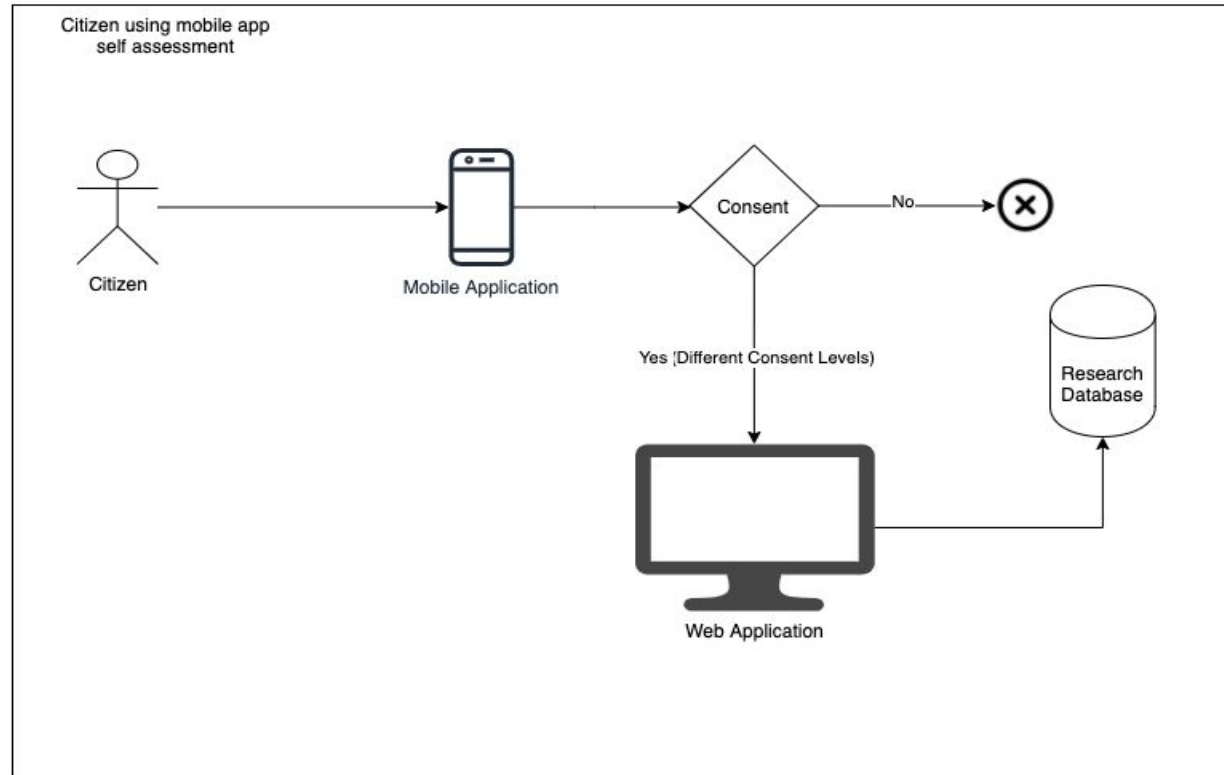 Citizen using mobile app
self assessment
Citizen
Mobile Application
Consent
No
Yes (Different Consent Levels)
Research
Database
Web Application